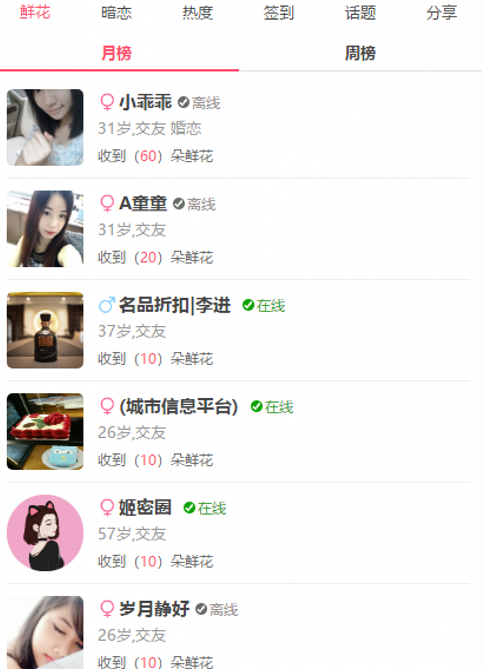 鲜花 暗恋 热度 签到 话题 分享
月榜 周榜
小乖乖 离线
31岁,交友 婚恋
收到（60）朵鲜花
A童童 离线
31岁,交友
收到（20）朵鲜花
名品折扣|李进 在线
37岁,交友
收到（10）朵鲜花
(城市信息平台) 在线
26岁,交友
收到（10）朵鲜花
姬密圈 在线
57岁,交友
收到（10）朵鲜花
岁月静好 离线
26岁,交友
收到（10）朵鲜花